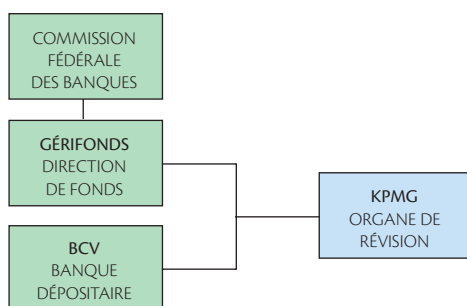 COMMISSION
FÉDÉRALE
DES BANQUES
GÉRIFONDS
DIRECTION
DE FONDS
BCV
BANQUE
DÉPOSITAIRE
KPMG
ORGANE DE
RÉVISION